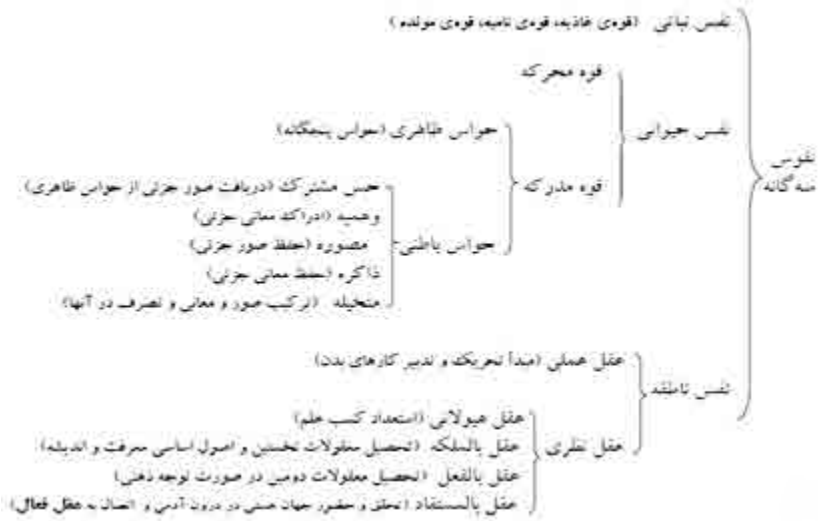 نفس نباتی (قوه‌ی غاذیه، قوه‌ی نامیه، قوه‌ی مولده)
قوه محرکه
نفس حیوانی
حواس ظاهری (حواس پنجگانه)
نفوس
سه گانه
قوه مدرکه
حس مشترک (دریافت صور جزئی از حواس ظاهری)
وهمیه (ادراک معانی جزئی)
حواس باطنی
مصوره (حفظ صور جزئی)
ذاکره (حفظ معانی جزئی)
متخیله (ترکیب صور و معانی و تصرف در آنها)
عقل عملی (مبدأ تحریک و تدبیر کارهای بدن)
نفس ناطقه
عقل هیولانی (استعداد کسب علم)
عقل نظری
عقل بالملکه (تحصیل معقولات نخستین و اصول اساسی معرفت و اندیشه)
عقل بالفعل (تحصیل معقولات دومین در صورت توجه ذهنی)
عقل بالمستفاد (تحقق و حضور جهان هستی در درون آدمی و اتصال به عقل فعال)